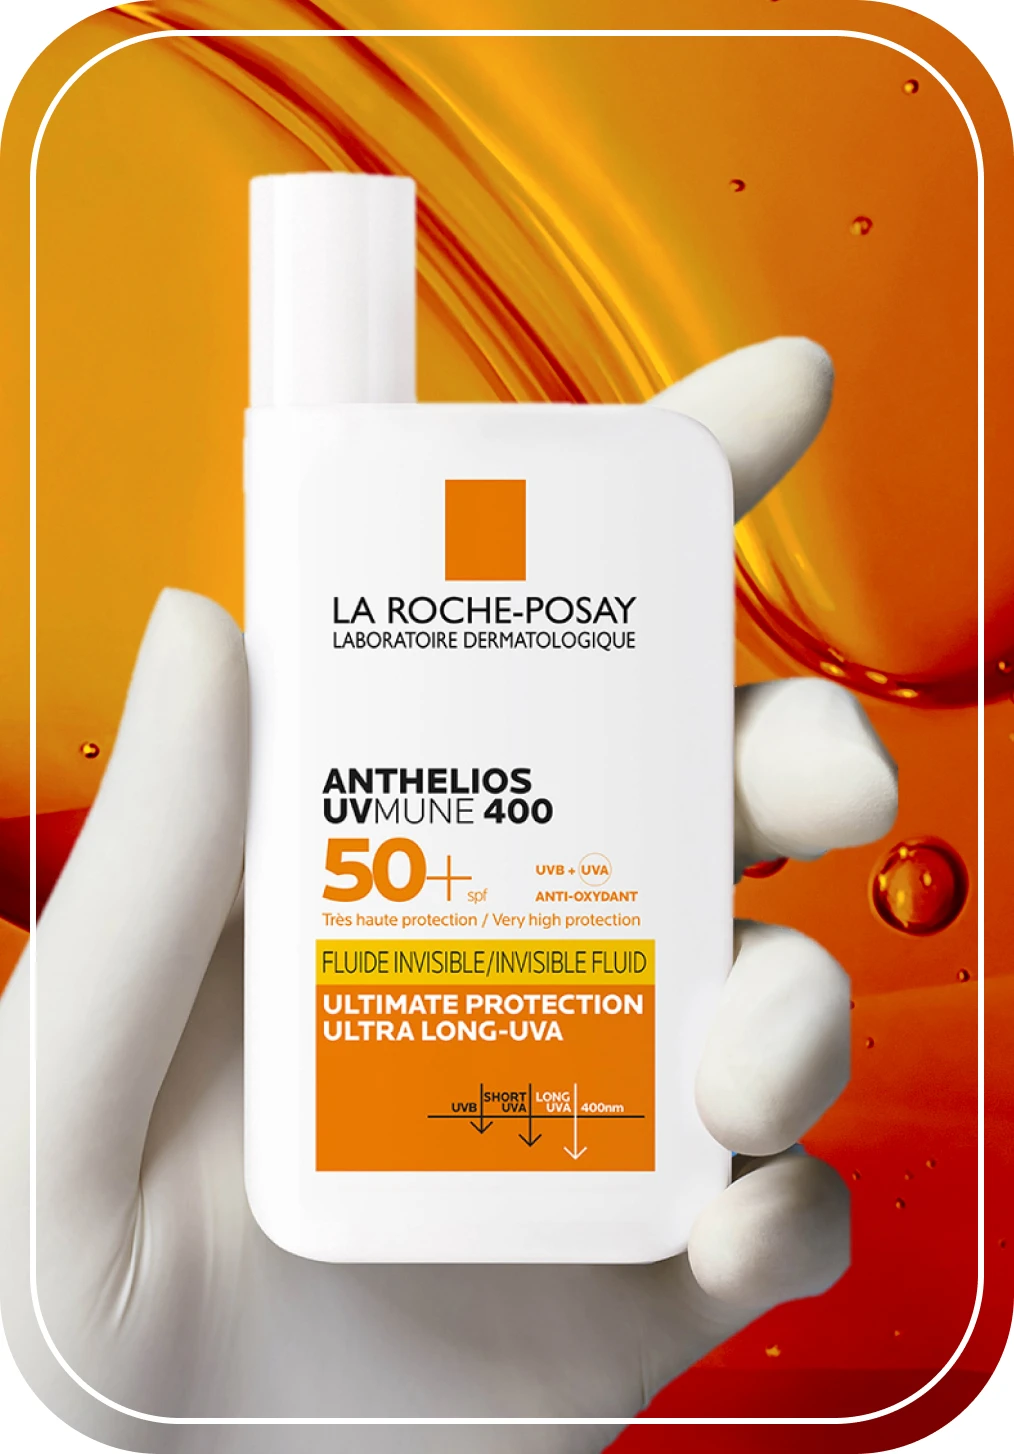 LA ROCHE-POSAY
LABORATOIRE DERMATOLOGIQUE
ANTHELIOS
UVMUNE 400
50+ spf
UVB + UVA
ANTI-OXYDANT
Très haute protection / Very high protection
FLUIDE INVISIBLE/INVISIBLE FLUID
ULTIMATE PROTECTION
ULTRA LONG-UVA
UVB SHORT UVA LONG UVA 400nm